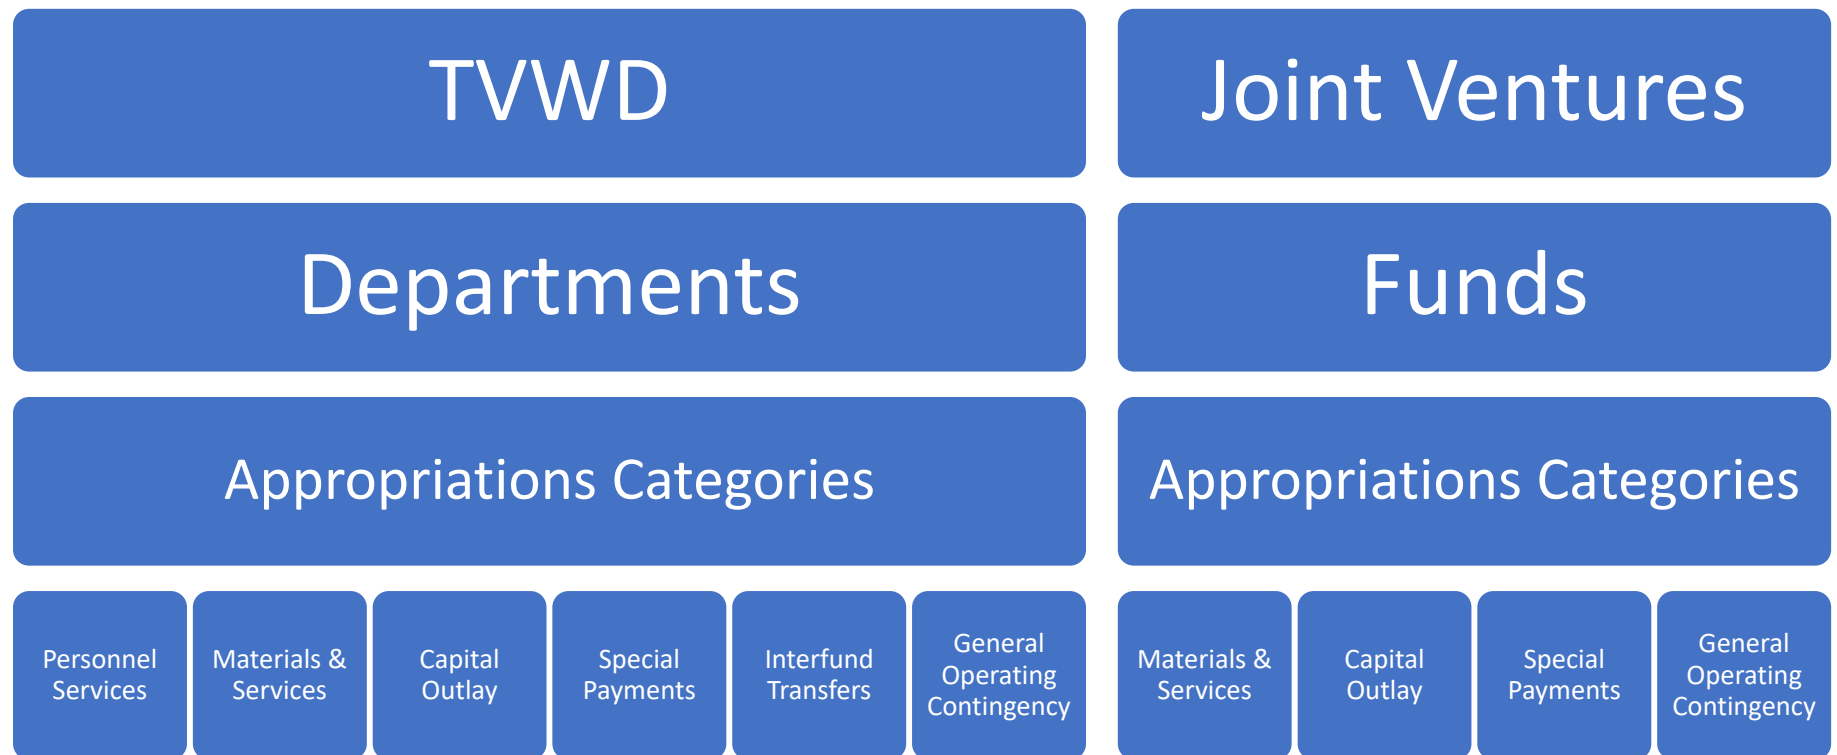 TVWD
Joint Ventures
Departments
Funds
Appropriations Categories
Appropriations Categories
Personnel
Services
Materials &
Services
Capital
Outlay
Special
Payments
Interfund
Transfers
General
Operating
Contingency
Materials &
Services
Capital
Outlay
Special
Payments
General
Operating
Contingency